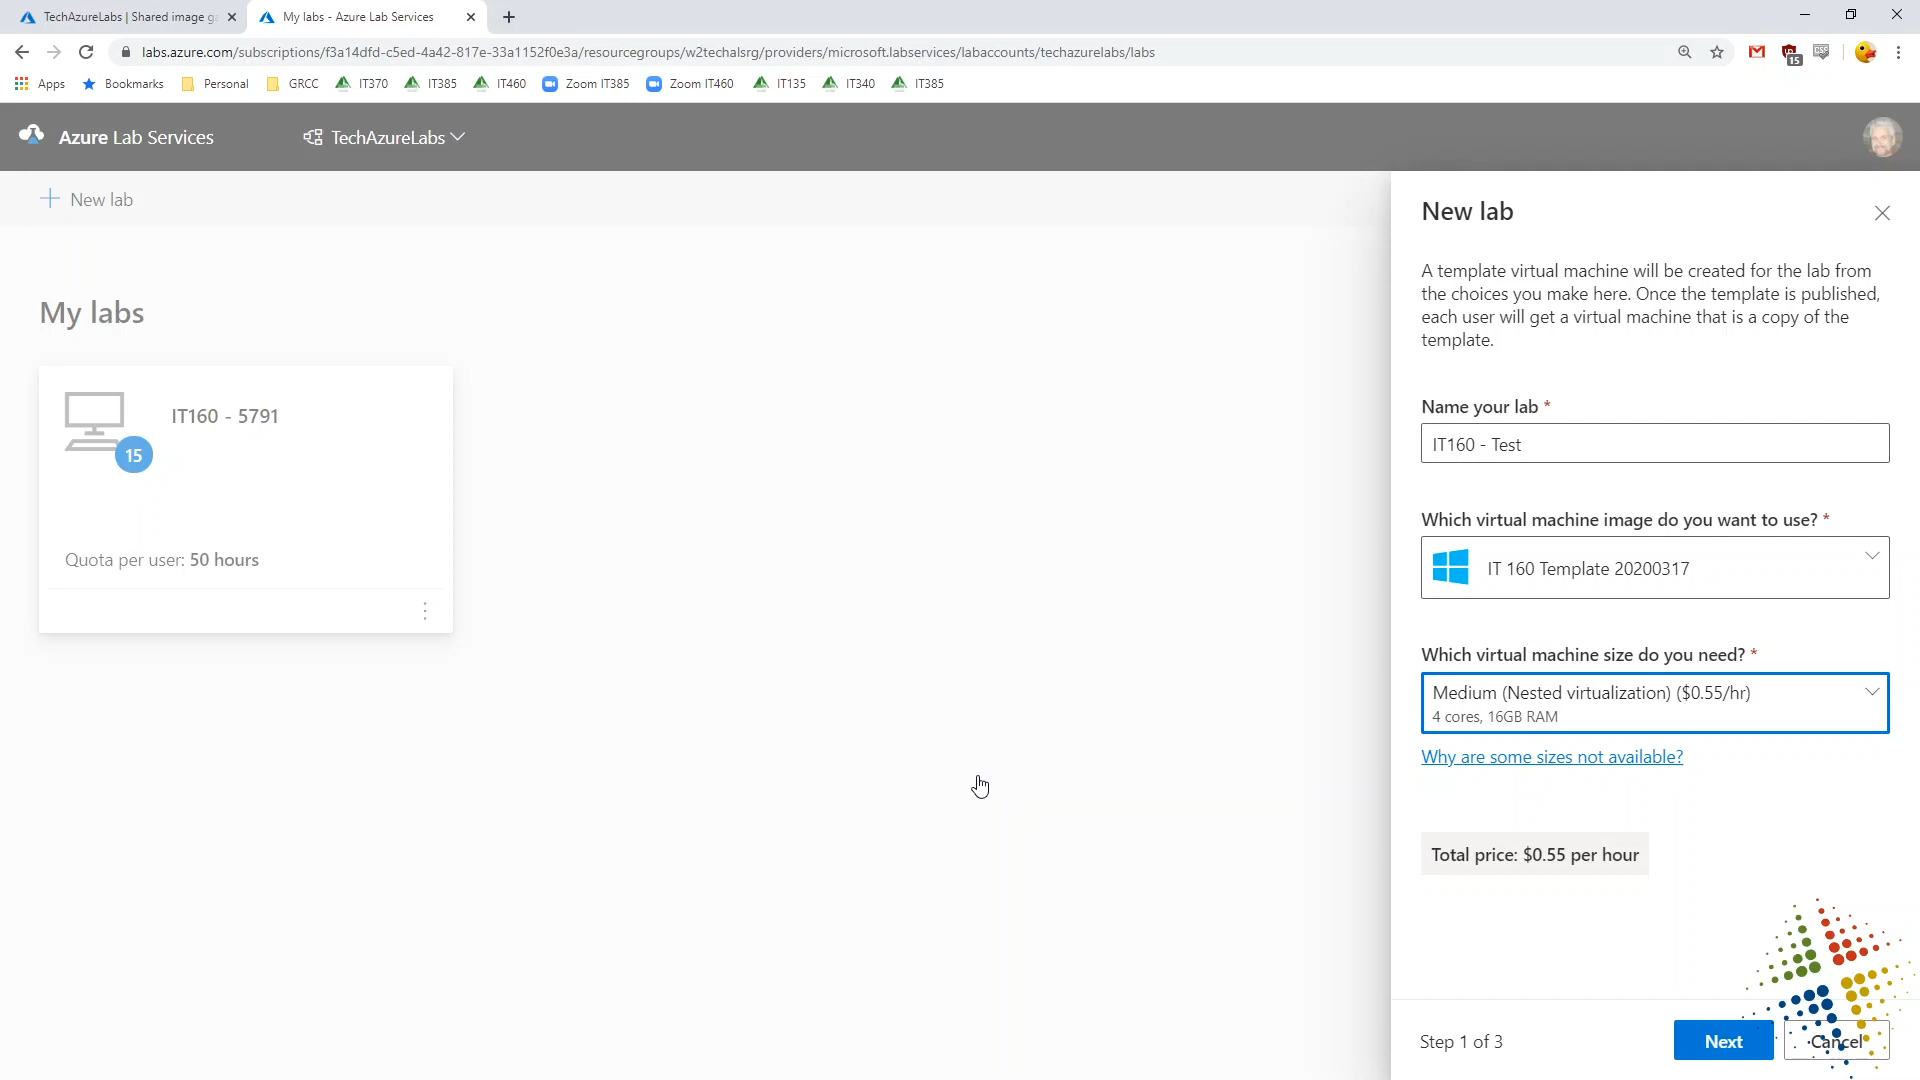 TechAzureLabs | Shared image ga
My labs - Azure Lab Services
labs.azure.com/subscriptions/f3a14dfd-c5ed-4a42-817e-33a1152f0e3a/resourcegroups/w2techalsrg/providers/microsoft.labservices/labaccounts/techazurelabs/labs
15
CSS
Apps
Bookmarks
Personal
GRCC
IT370
IT385
IT460
Zoom IT385
Zoom IT460
IT135
IT340
IT385
Azure Lab Services
TechAzureLabs
New lab
My labs
IT160 - 5791
15
Quota per user: 50 hours
New lab
A template virtual machine will be created for the lab from
the choices you make here. Once the template is published,
each user will get a virtual machine that is a copy of the
template.
Name your lab *
IT160 - Test
Which virtual machine image do you want to use? *
IT 160 Template 20200317
Which virtual machine size do you need? *
Medium (Nested virtualization) ($0.55/hr)
4 cores, 16GB RAM
Why are some sizes not available?
Total price: $0.55 per hour
Step 1 of 3
Next
Cancel